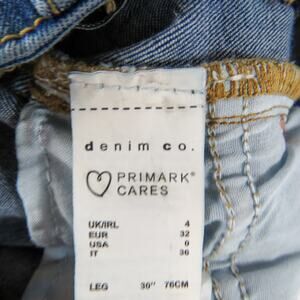 denim co.
PRIMARK®
CARES
UK/IRL 4
EUR 32
USA 0
IT 36
LEG 30" 76CM